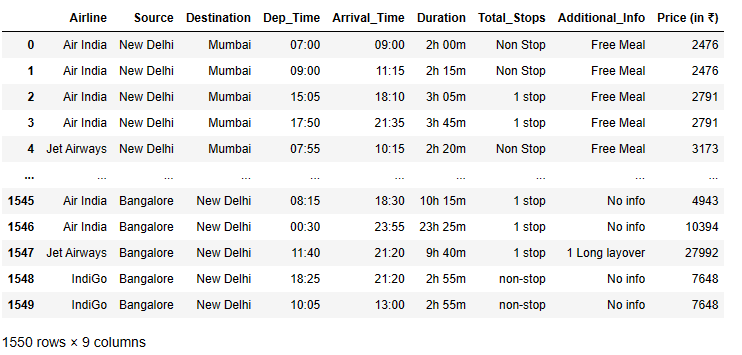 Airline Source Destination Dep_Time Arrival_Time Duration Total_Stops Additional_Info Price (in ₹)
0 Air India New Delhi Mumbai 07:00 09:00 2h 00m Non Stop Free Meal 2476
1 Air India New Delhi Mumbai 09:00 11:15 2h 15m Non Stop Free Meal 2476
2 Air India New Delhi Mumbai 15:05 18:10 3h 05m 1 stop Free Meal 2791
3 Air India New Delhi Mumbai 17:50 21:35 3h 45m 1 stop Free Meal 2791
4 Jet Airways New Delhi Mumbai 07:55 10:15 2h 20m Non Stop Free Meal 3173
... ... ... ... ... ... ... ... ... ...
1545 Air India Bangalore New Delhi 08:15 18:30 10h 15m 1 stop No info 4943
1546 Air India Bangalore New Delhi 00:30 23:55 23h 25m 1 stop No info 10394
1547 Jet Airways Bangalore New Delhi 11:40 21:20 9h 40m 1 stop 1 Long layover 27992
1548 IndiGo Bangalore New Delhi 18:25 21:20 2h 55m non-stop No info 7648
1549 IndiGo Bangalore New Delhi 10:05 13:00 2h 55m non-stop No info 7648
1550 rows × 9 columns